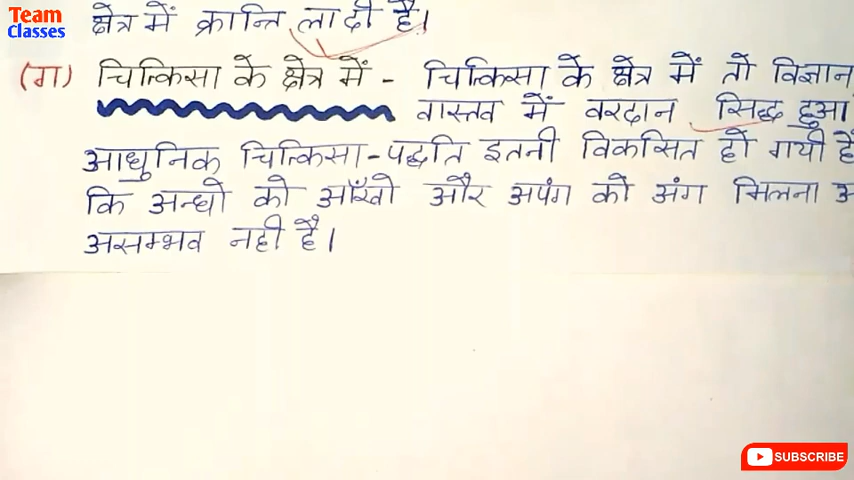 Team
Classes
क्षेत्र में क्रान्ति ला दी है।
(ग) चिकित्सा के क्षेत्र में - चिकित्सा के क्षेत्र में तो विज्ञान
वास्तव में वरदान सिद्ध हुआ
आधुनिक चिकित्सा-पद्धति इतनी विकसित हो गयी है
कि अन्धो को आँखो और अपंग को अंग मिलना अ
असम्भव नही है।
SUBSCRIBE